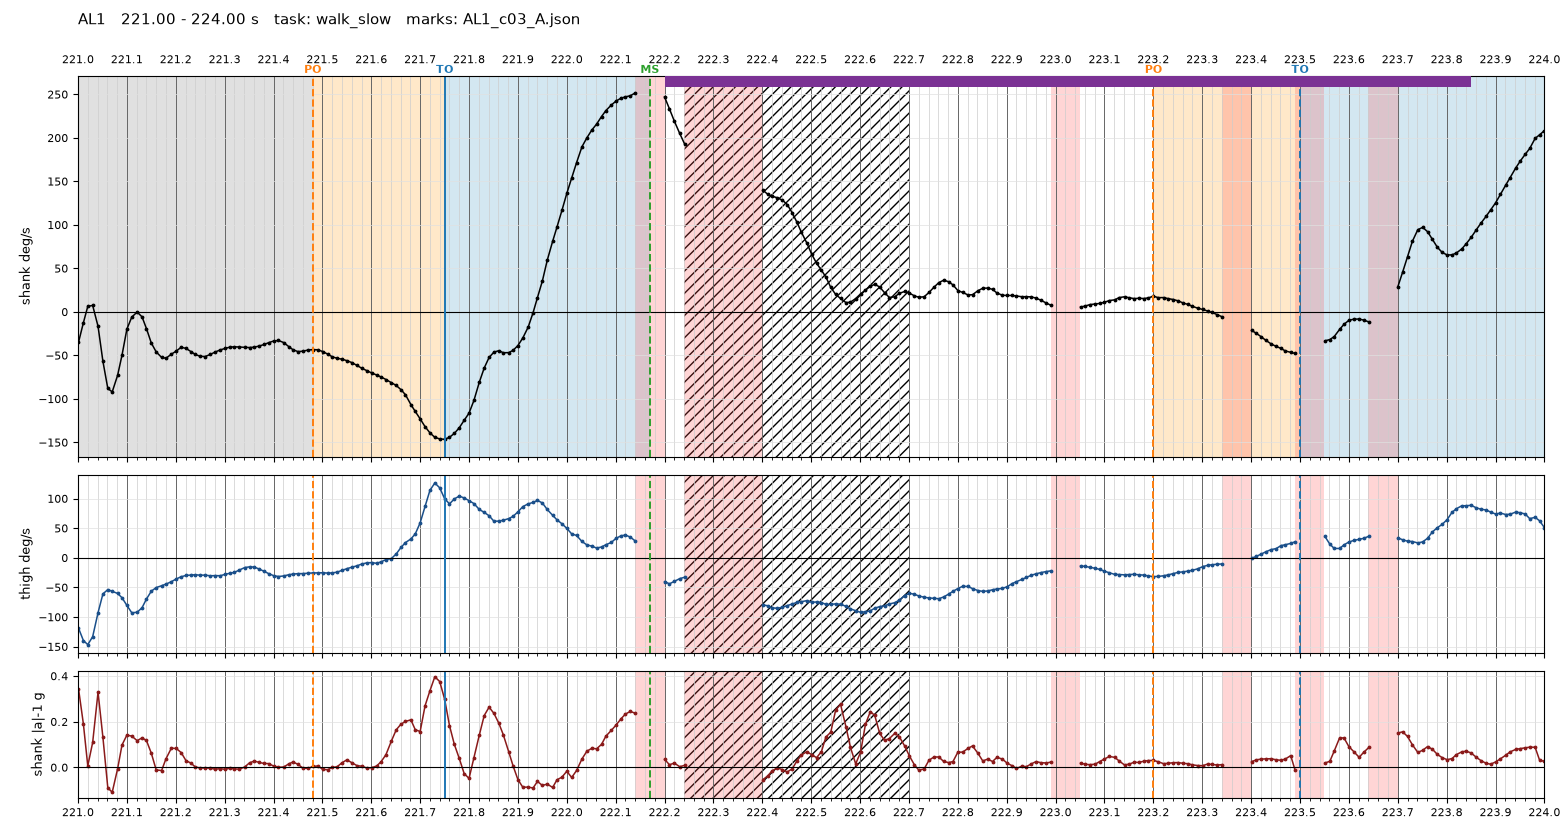 AL1 221.00 - 224.00 s task: walk_slow marks: AL1_c03_A.json
221.0 221.1 221.2 221.3 221.4 221.5 221.6 221.7 221.8 221.9 222.0 222.1 222.2 222.3 222.4 222.5 222.6 222.7 222.8 222.9 223.0 223.1 223.2 223.3 223.4 223.5 223.6 223.7 223.8 223.9 224.0
PO TO MS PO TO
250
200
150
100
50
0
−50
−100
−150
shank deg/s
100
50
0
−50
−100
−150
thigh deg/s
0.4
0.2
0.0
shank |a|-1 g
221.0 221.1 221.2 221.3 221.4 221.5 221.6 221.7 221.8 221.9 222.0 222.1 222.2 222.3 222.4 222.5 222.6 222.7 222.8 222.9 223.0 223.1 223.2 223.3 223.4 223.5 223.6 223.7 223.8 223.9 224.0